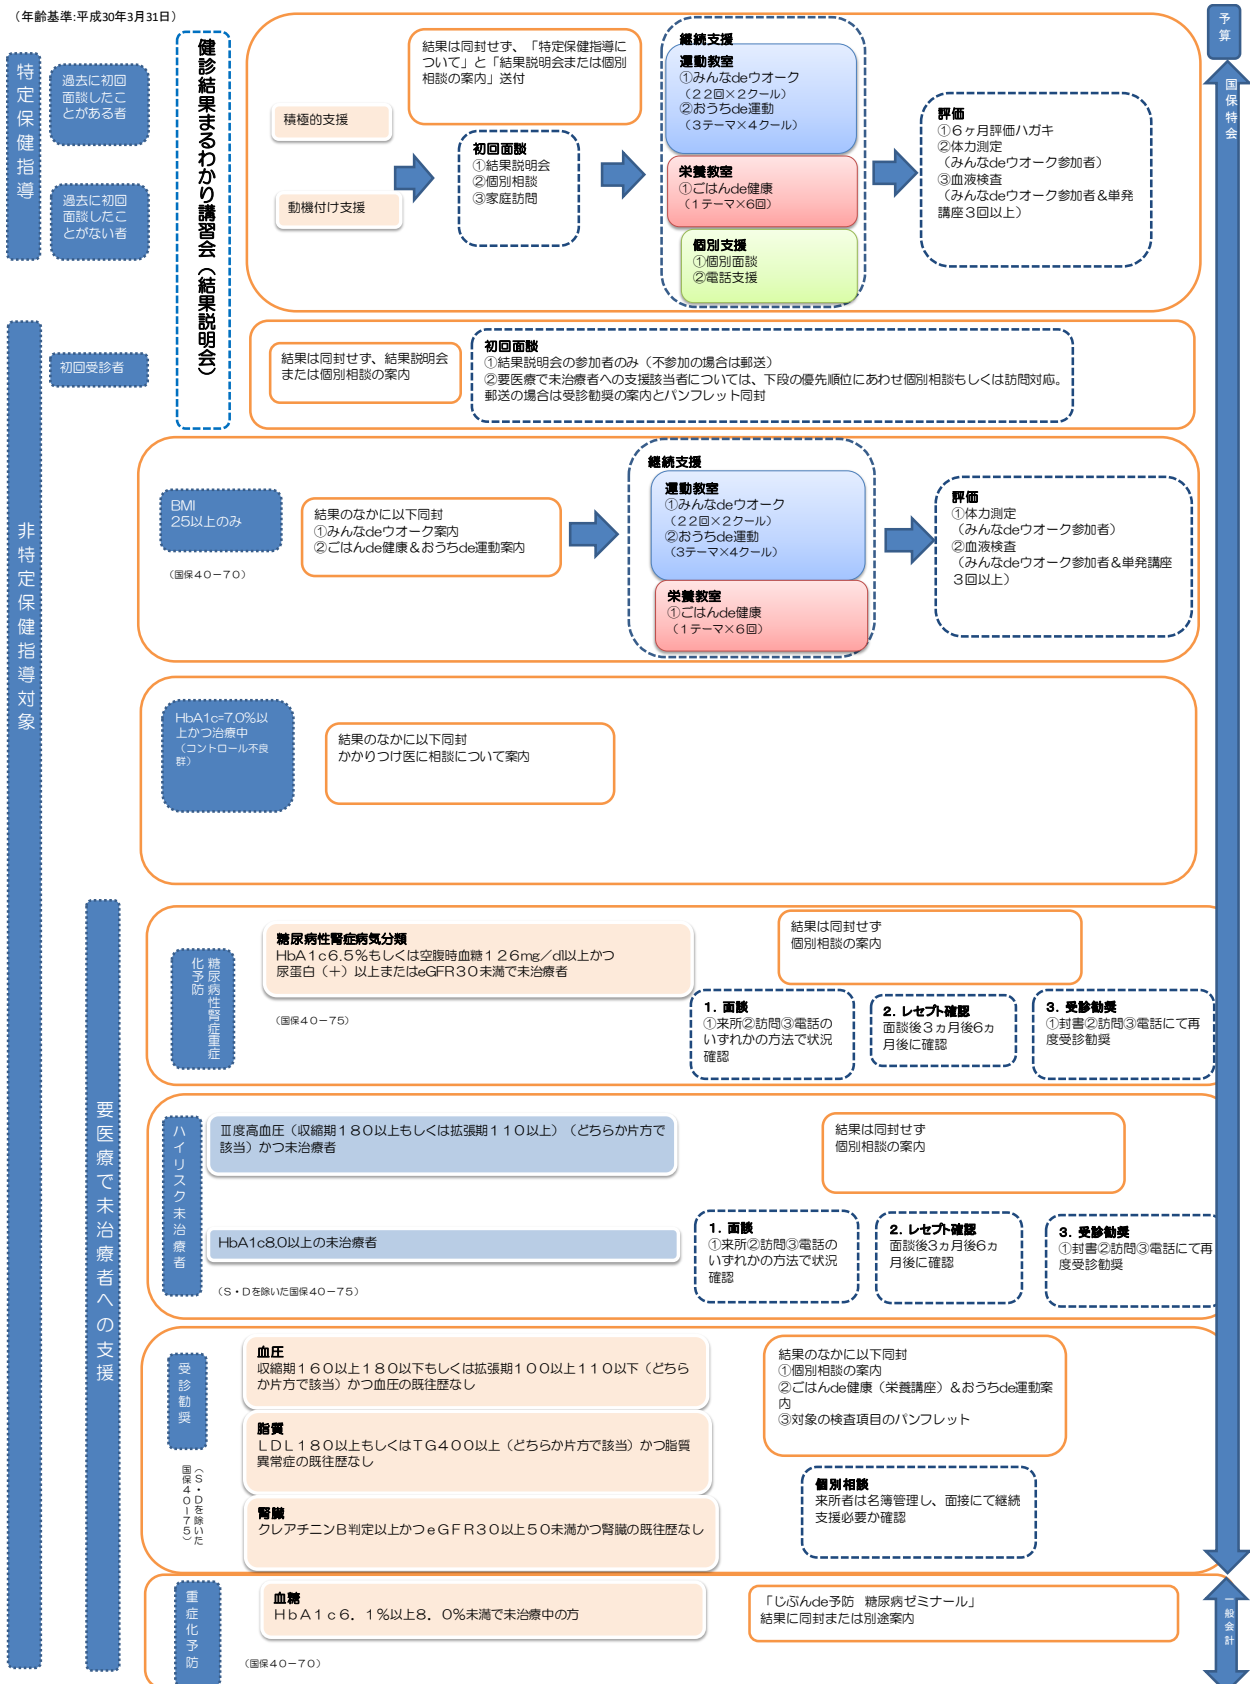 （年齢基準:平成30年3月31日）
予算
国保特会
特定保健指導
過去に初回
面談したこ
とがある者
過去に初回
面談したこ
とがない者
健診結果まるわかり講習会（結果説明会）
積極的支援
動機付け支援
結果は同封せず、「特定保健指導に
ついて」と「結果説明会または個別
相談の案内」送付
初回面談
①結果説明会
②個別相談
③家庭訪問
継続支援
運動教室
①みんなdeウオーク
（２２回×２クール）
②おうちde運動
（３テーマ×４クール）
栄養教室
①ごはんde健康
（１テーマ×６回）
個別支援
①個別面談
②電話支援
評価
①６ヶ月評価ハガキ
②体力測定
（みんなdeウオーク参加者）
③血液検査
（みんなdeウオーク参加者＆単発
講座３回以上）
非特定保健指導対象
初回受診者
結果は同封せず、結果説明会
または個別相談の案内
初回面談
①結果説明会の参加者のみ（不参加の場合は郵送）
②要医療で未治療者への支援該当者については、下段の優先順位にあわせ個別相談もしくは訪問対応。
郵送の場合は受診勧奨の案内とパンフレット同封
BMI
25以上のみ
（国保４０－７０）
結果のなかに以下同封
①みんなdeウオーク案内
②ごはんde健康＆おうちde運動案内
継続支援
運動教室
①みんなdeウオーク
（２２回×２クール）
②おうちde運動
（３テーマ×４クール）
栄養教室
①ごはんde健康
（１テーマ×６回）
評価
①体力測定
（みんなdeウオーク参加者）
②血液検査
（みんなdeウオーク参加者＆単発講座
３回以上）
HbA1c=7.0%以
上かつ治療中
（コントロール不良
群）
結果のなかに以下同封
かかりつけ医に相談について案内
要医療で未治療者への支援
糖尿病性腎症重症
化予防
糖尿病性腎症病気分類
HbA１c６.５%もしくは空腹時血糖１２６mg／dl以上かつ
尿蛋白（＋）以上またはeGFR３０未満で未治療者
（国保４０－７５）
結果は同封せず
個別相談の案内
１. 面談
①来所②訪問③電話の
いずれかの方法で状況
確認
２. レセプト確認
面談後３ヵ月後６ヵ
月後に確認
３. 受診勧奨
①封書②訪問③電話にて再
度受診勧奨
ハイリスク未治療者
Ⅲ度高血圧（収縮期１８０以上もしくは拡張期１１０以上）（どちらか片方で
該当）かつ未治療者
HbA1c8.0以上の未治療者
（S・Dを除いた国保４０－７５）
結果は同封せず
個別相談の案内
１. 面談
①来所②訪問③電話の
いずれかの方法で状況
確認
２. レセプト確認
面談後３ヵ月後６ヵ
月後に確認
３. 受診勧奨
①封書②訪問③電話にて再
度受診勧奨
受診勧奨
（S・Dを除いた
国保４０－７５）
血圧
収縮期１６０以上１８０以下もしくは拡張期１００以上１１０以下（どちら
か片方で該当）かつ血圧の既往歴なし
脂質
ＬＤＬ１８０以上もしくはＴＧ４００以上（どちらか片方で該当）かつ脂質
異常症の既往歴なし
腎臓
クレアチニンＢ判定以上かつｅＧＦＲ３０以上５０未満かつ腎臓の既往歴なし
結果のなかに以下同封
①個別相談の案内
②ごはんde健康（栄養講座）＆おうちde運動案
内
③対象の検査項目のパンフレット
個別相談
来所者は名簿管理し、面接にて継続
支援必要か確認
重症化予防
血糖
ＨｂＡ１ｃ６．１%以上８．０%未満で未治療中の方
（国保４０－７０）
「じぶんde予防　糖尿病ゼミナール」
結果に同封または別途案内
一般会計